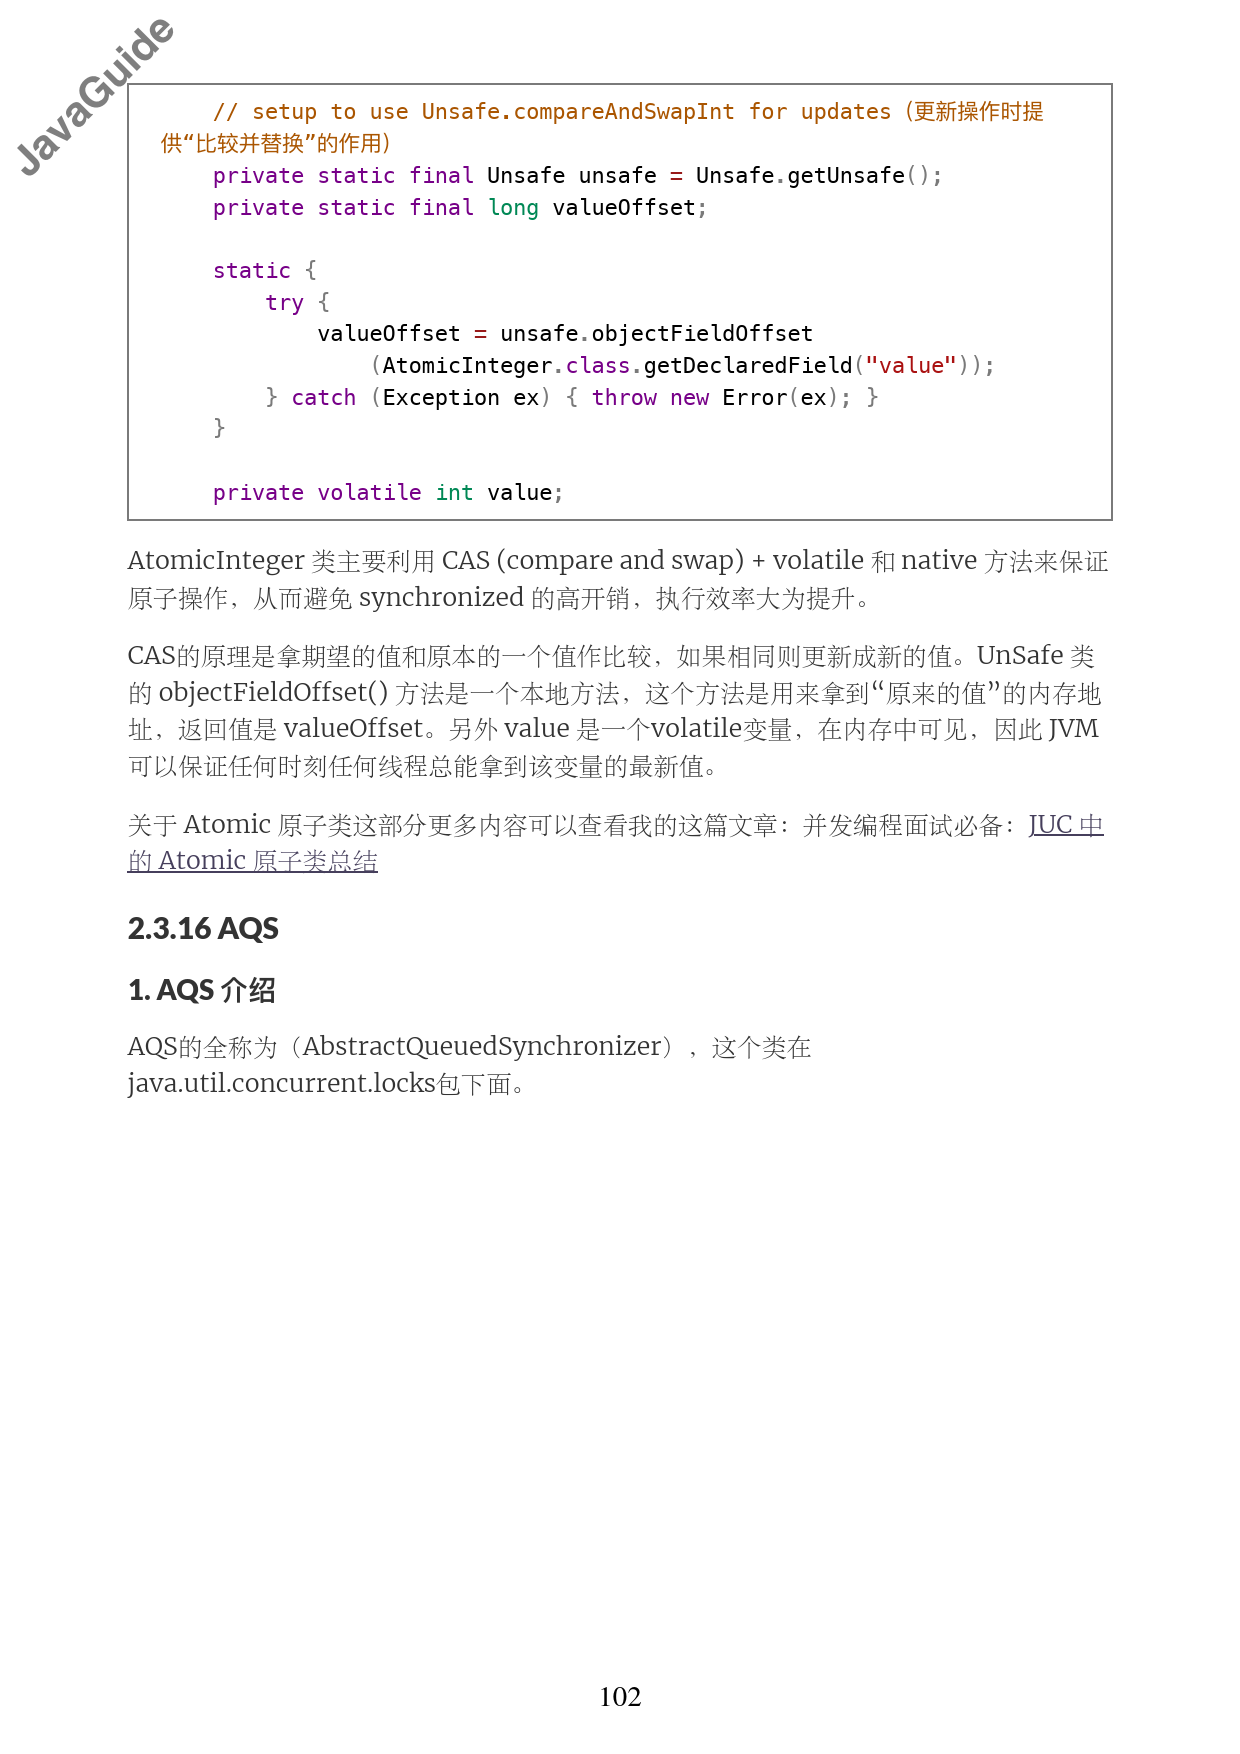 JavaGuide
// setup to use Unsafe.compareAndSwapInt for updates（更新操作时提
供“比较并替换”的作用）
private static final Unsafe unsafe = Unsafe.getUnsafe();
private static final long valueOffset;
static {
try {
valueOffset = unsafe.objectFieldOffset
(AtomicInteger.class.getDeclaredField("value"));
} catch (Exception ex) { throw new Error(ex); }
}
private volatile int value;
AtomicInteger 类主要利用 CAS (compare and swap) + volatile 和 native 方法来保证
原子操作，从而避免 synchronized 的高开销，执行效率大为提升。
CAS的原理是拿期望的值和原本的一个值作比较，如果相同则更新成新的值。UnSafe 类
的 objectFieldOffset() 方法是一个本地方法，这个方法是用来拿到“原来的值”的内存地
址，返回值是 valueOffset。另外 value 是一个volatile变量，在内存中可见，因此 JVM
可以保证任何时刻任何线程总能拿到该变量的最新值。
关于 Atomic 原子类这部分更多内容可以查看我的这篇文章：并发编程面试必备：JUC 中
的 Atomic 原子类总结
2.3.16 AQS
1. AQS 介绍
AQS的全称为（AbstractQueuedSynchronizer），这个类在
java.util.concurrent.locks包下面。
102